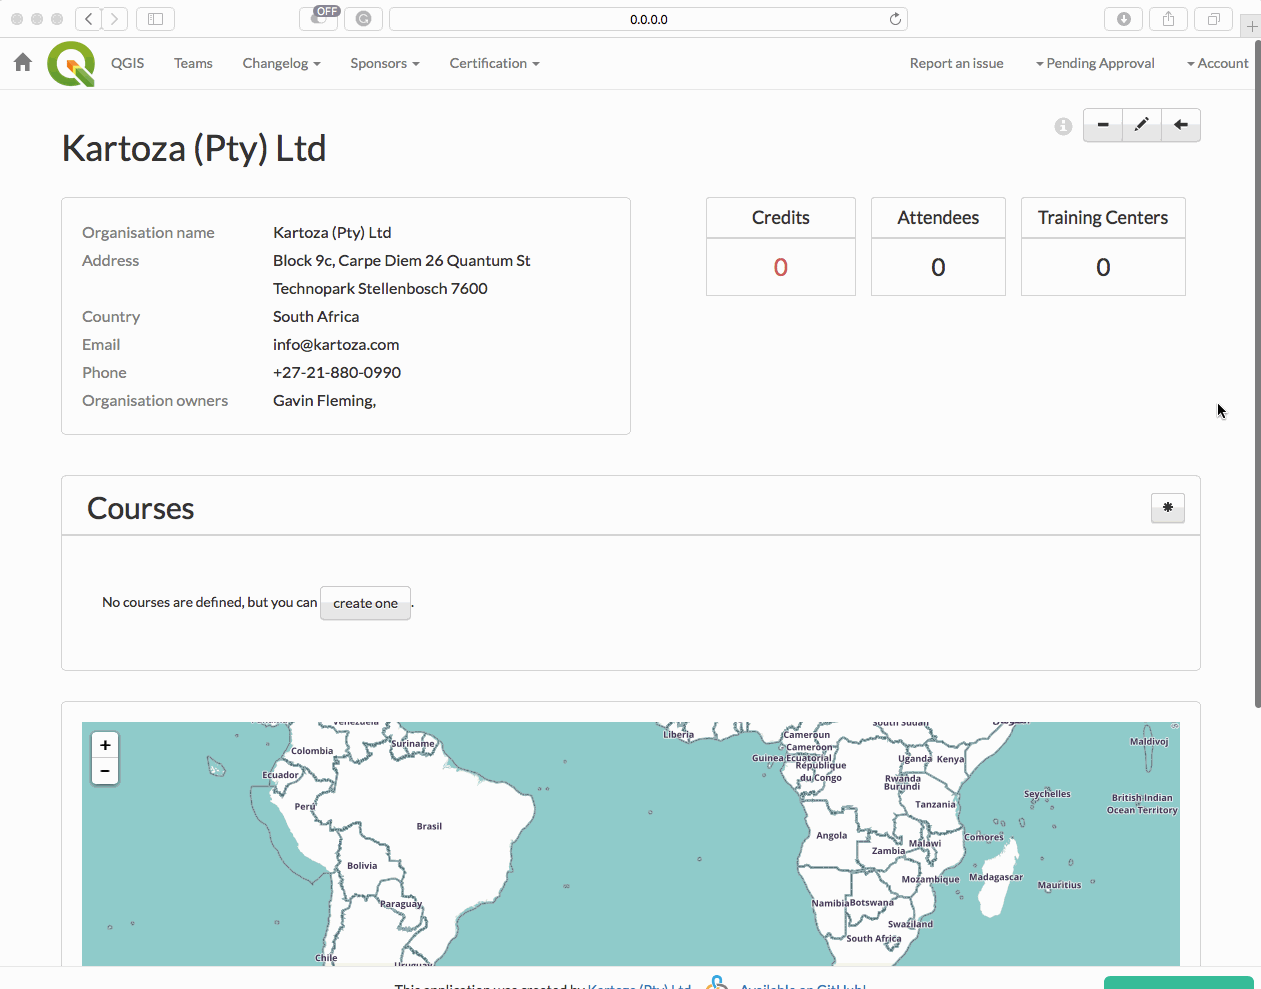 OFF
0.0.0.0
QGIS Teams Changelog Sponsors Certification Report an issue Pending Approval Account
Kartoza (Pty) Ltd
Organisation name Kartoza (Pty) Ltd
Address Block 9c, Carpe Diem 26 Quantum St
Technopark Stellenbosch 7600
Country South Africa
Email info@kartoza.com
Phone +27-21-880-0990
Organisation owners Gavin Fleming,
Credits Attendees Training Centers
0 0 0
Courses
No courses are defined, but you can create one .
+
−
Venezuela
Suriname
Colombia
Ecuador
Perú
Brasil
Bolivia
Paraguay
Chile
Uruguay
Liberia
South Sudan
Cameroun
Cameroon
Guinea Ecuatorial
République
du Congo
Uganda Kenya
Rwanda
Burundi
Tanzania
Angola
Zambia
Malawi
Comores
Mozambique
Madagascar
Mauritius
Namibia Botswana
Swaziland
South Africa
Seychelles
Maldivoj
British Indian
Ocean Territory
This application was created by Kartoza (Pty) Ltd Available on GitHub!